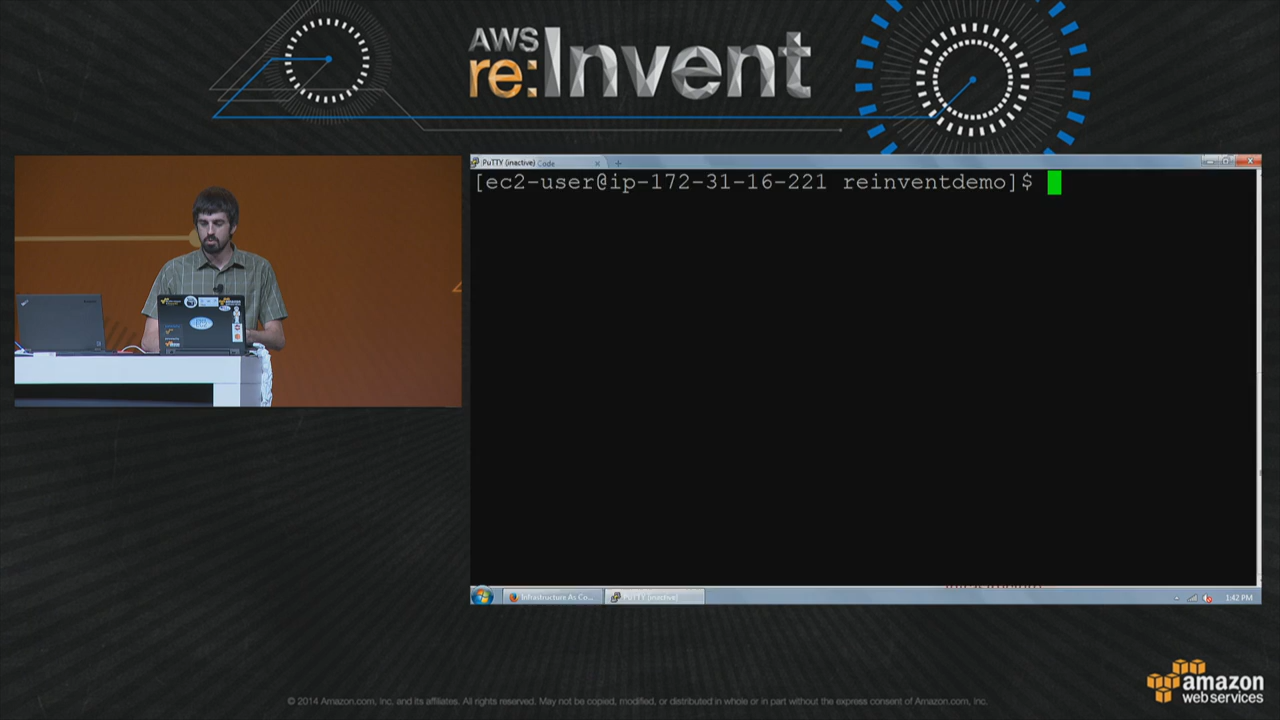 AWS
re:Invent
PuTTY (inactive) Code
[ec2-user@ip-172-31-16-221 reinventdemo]$
Infrastructure As Co...
PuTTY (inactive)
1:42 PM
amazon
web services
© 2014 Amazon.com, Inc, and its affiliates. All rights reserved. May not be copied, modified, or distributed in whole or in part without the express consent of Amazon.com, Inc.